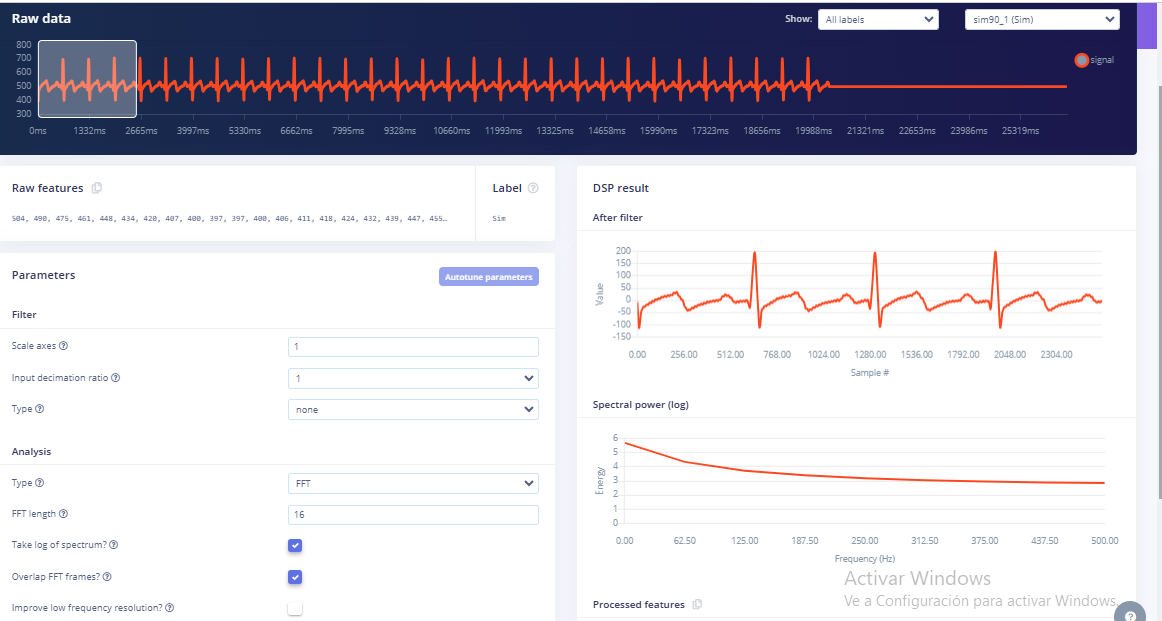 Raw data
Show: All labels sim90_1 (Sim)
800
700
600
500
400
300
signal
0ms 1332ms 2665ms 3997ms 5330ms 6662ms 7995ms 9328ms 10660ms 11993ms 13325ms 14658ms 15990ms 17323ms 18656ms 19988ms 21321ms 22653ms 23986ms 25319ms
Raw features
504, 490, 475, 461, 448, 434, 420, 407, 400, 397, 397, 400, 406, 411, 418, 424, 432, 439, 447, 455…
Label
Sim
Parameters
Autotune parameters
Filter
Scale axes 1
Input decimation ratio 1
Type none
Analysis
Type FFT
FFT length 16
Take log of spectrum?
Overlap FFT frames?
Improve low frequency resolution?
DSP result
After filter
200
150
100
50
0
-50
-100
-150
Value
0.00 256.00 512.00 768.00 1024.00 1280.00 1536.00 1792.00 2048.00 2304.00
Sample #
Spectral power (log)
6
5
4
3
2
1
0
Energy
0.00 62.50 125.00 187.50 250.00 312.50 375.00 437.50 500.00
Frequency (Hz)
Activar Windows
Ve a Configuración para activar Windows.
Processed features